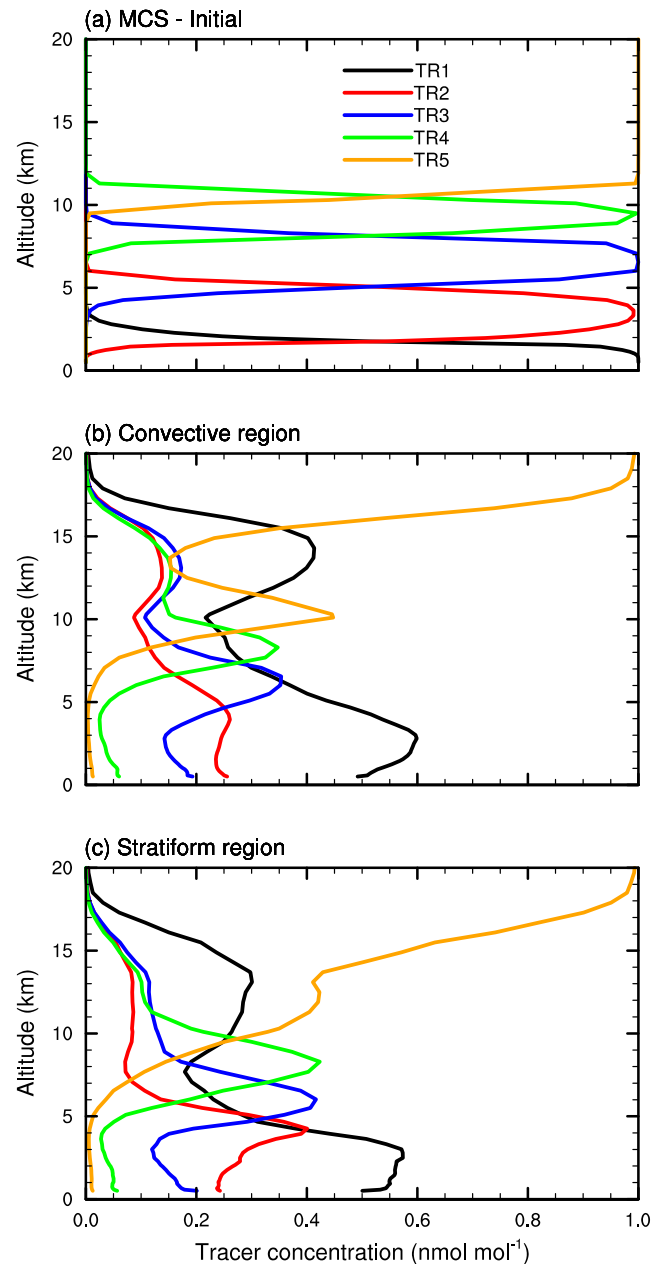 (a) MCS - Initial
20
15
10
5
0
Altitude (km)
TR1
TR2
TR3
TR4
TR5
(b) Convective region
20
15
10
5
0
Altitude (km)
(c) Stratiform region
20
15
10
5
0
Altitude (km)
0.0 0.2 0.4 0.6 0.8 1.0
Tracer concentration (nmol mol⁻¹)